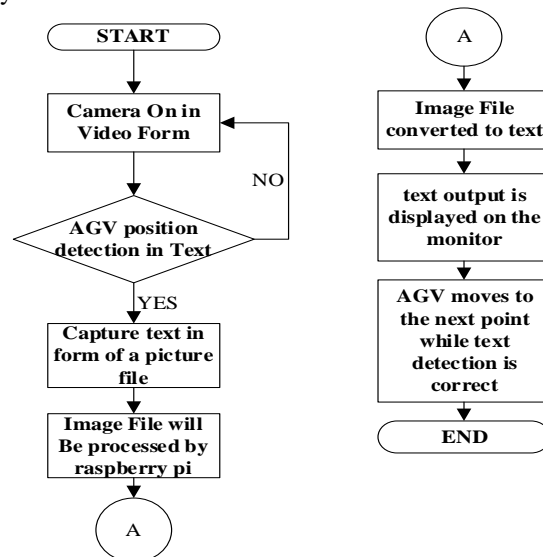 y
START
Camera On in
Video Form
NO
AGV position
detection in Text
YES
Capture text in
form of a picture
file
Image File will
Be processed by
raspberry pi
A
A
Image File
converted to text
text output is
displayed on the
monitor
AGV moves to
the next point
while text
detection is
correct
END